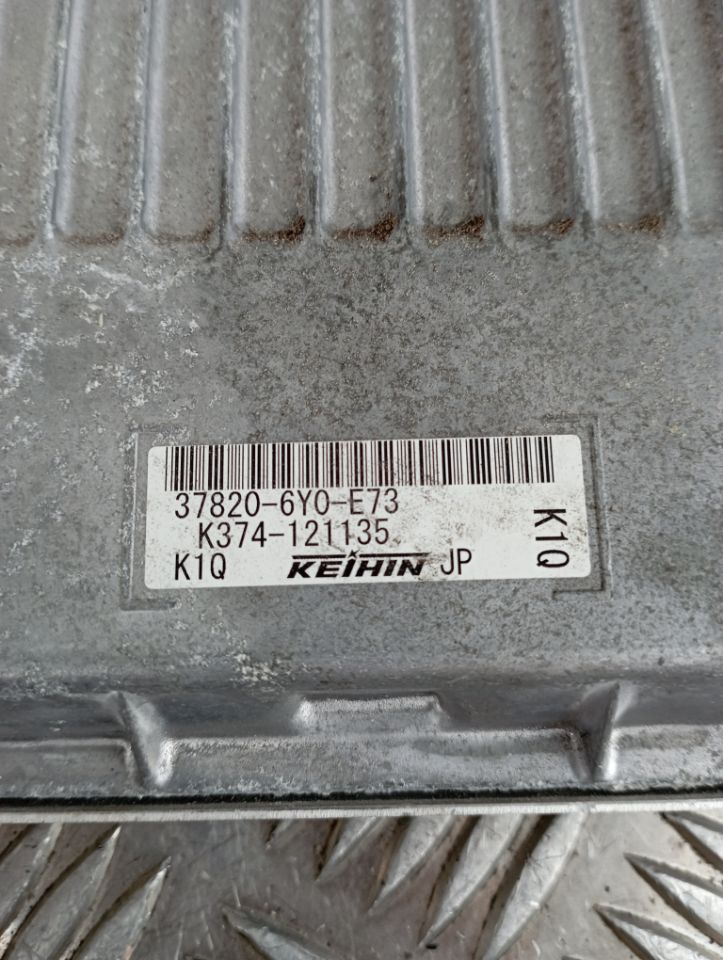 37820-6Y0-E73
K374-121135
K1Q KEIHIN JP
K1Q